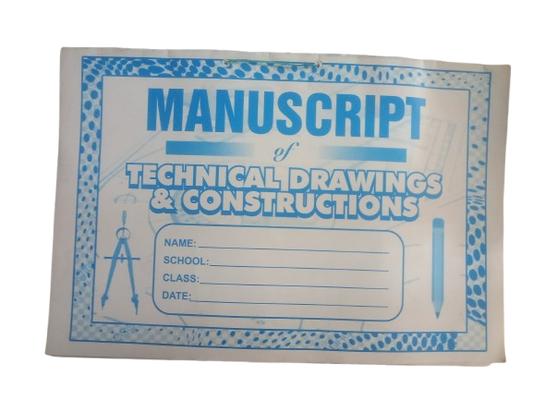 MANUSCRIPT
of
TECHNICAL DRAWINGS
& CONSTRUCTIONS
NAME:
SCHOOL:
CLASS:
DATE: